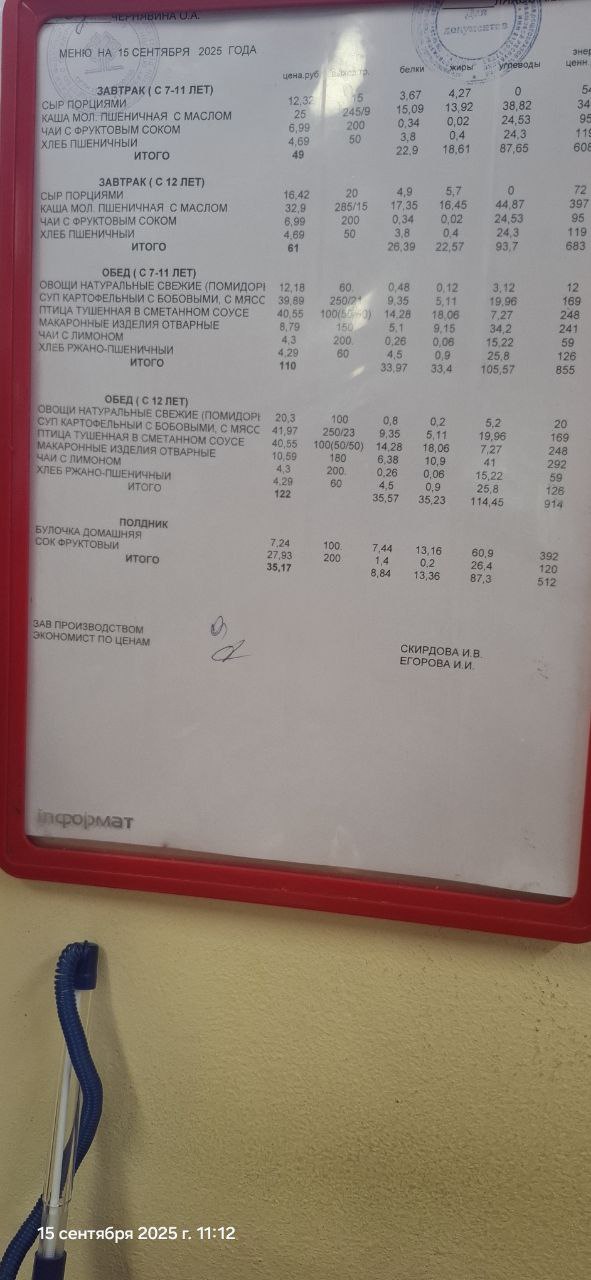 ЧЕРНЯВИНА О.А.
для документов
МЕНЮ НА 15 СЕНТЯБРЯ 2025 ГОДА
цена.руб белки жиры углеводы
ЗАВТРАК ( С 7-11 ЛЕТ)
СЫР ПОРЦИЯМИ 12,32 15 3,67 4,27 0
КАША МОЛ. ПШЕНИЧНАЯ С МАСЛОМ 25 245/9 15,09 13,92 38,82
ЧАЙ С ФРУКТОВЫМ СОКОМ 6,99 200 0,34 0,02 24,53 95
ХЛЕБ ПШЕНИЧНЫЙ 4,69 50 3,8 0,4 24,3 119
ИТОГО 49 22,9 18,61 87,65 608
ЗАВТРАК ( С 12 ЛЕТ)
СЫР ПОРЦИЯМИ 16,42 20 4,9 5,7 0 72
КАША МОЛ. ПШЕНИЧНАЯ С МАСЛОМ 32,9 285/15 17,35 16,45 44,87 397
ЧАЙ С ФРУКТОВЫМ СОКОМ 6,99 200 0,34 0,02 24,53 95
ХЛЕБ ПШЕНИЧНЫЙ 4,69 50 3,8 0,4 24,3 119
ИТОГО 61 26,39 22,57 93,7 683
ОБЕД ( С 7-11 ЛЕТ)
ОВОЩИ НАТУРАЛЬНЫЕ СВЕЖИЕ (ПОМИДОРЫ 12,18 60. 0,48 0,12 3,12 12
СУП КАРТОФЕЛЬНЫЙ С БОБОВЫМИ, С МЯСО 39,89 9,35 5,11 19,96 169
ПТИЦА ТУШЕННАЯ В СМЕТАННОМ СОУСЕ 40,55 100(50/50) 14,28 18,06 7,27 248
МАКАРОННЫЕ ИЗДЕЛИЯ ОТВАРНЫЕ 8,79 150 5,1 9,15 34,2 241
ЧАЙ С ЛИМОНОМ 4,3 200. 0,26 0,06 15,22 59
ХЛЕБ РЖАНО-ПШЕНИЧНЫЙ 4,29 60 4,5 0,9 25,8 126
ИТОГО 110 33,97 33,4 105,57 855
ОБЕД ( С 12 ЛЕТ)
ОВОЩИ НАТУРАЛЬНЫЕ СВЕЖИЕ (ПОМИДОРЫ 20,3 100 0,8 0,2 5,2 20
СУП КАРТОФЕЛЬНЫЙ С БОБОВЫМИ, С МЯСО 41,97 250/23 9,35 5,11 19,96 169
ПТИЦА ТУШЕННАЯ В СМЕТАННОМ СОУСЕ 40,55 100(50/50) 14,28 18,06 7,27 248
МАКАРОННЫЕ ИЗДЕЛИЯ ОТВАРНЫЕ 10,59 180 6,38 10,9 41 292
ЧАЙ С ЛИМОНОМ 4,3 200. 0,26 0,06 15,22 59
ХЛЕБ РЖАНО-ПШЕНИЧНЫЙ 4,29 60 4,5 0,9 25,8 126
ИТОГО 122 35,57 35,23 114,45 914
ПОЛДНИК
БУЛОЧКА ДОМАШНЯЯ 7,24 100. 7,44 13,16 60,9 392
СОК ФРУКТОВЫЙ 27,93 200 1,4 0,2 26,4 120
ИТОГО 35,17 8,84 13,36 87,3 512
ЗАВ ПРОИЗВОДСТВОМ СКИРДОВА И.В.
ЭКОНОМИСТ ПО ЦЕНАМ ЕГОРОВА И.И.
informat
15 сентября 2025 г. 11:12